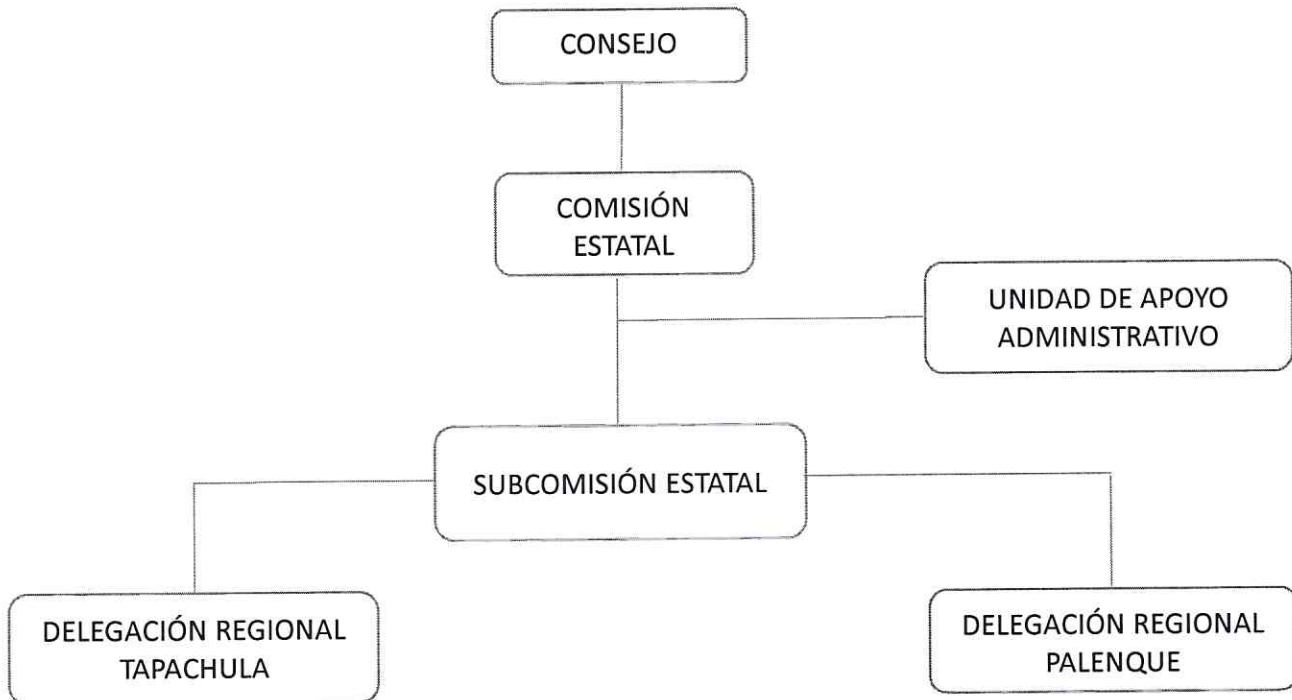 CONSEJO
COMISIÓN
ESTATAL
UNIDAD DE APOYO
ADMINISTRATIVO
SUBCOMISIÓN ESTATAL
DELEGACIÓN REGIONAL
TAPACHULA
DELEGACIÓN REGIONAL
PALENQUE